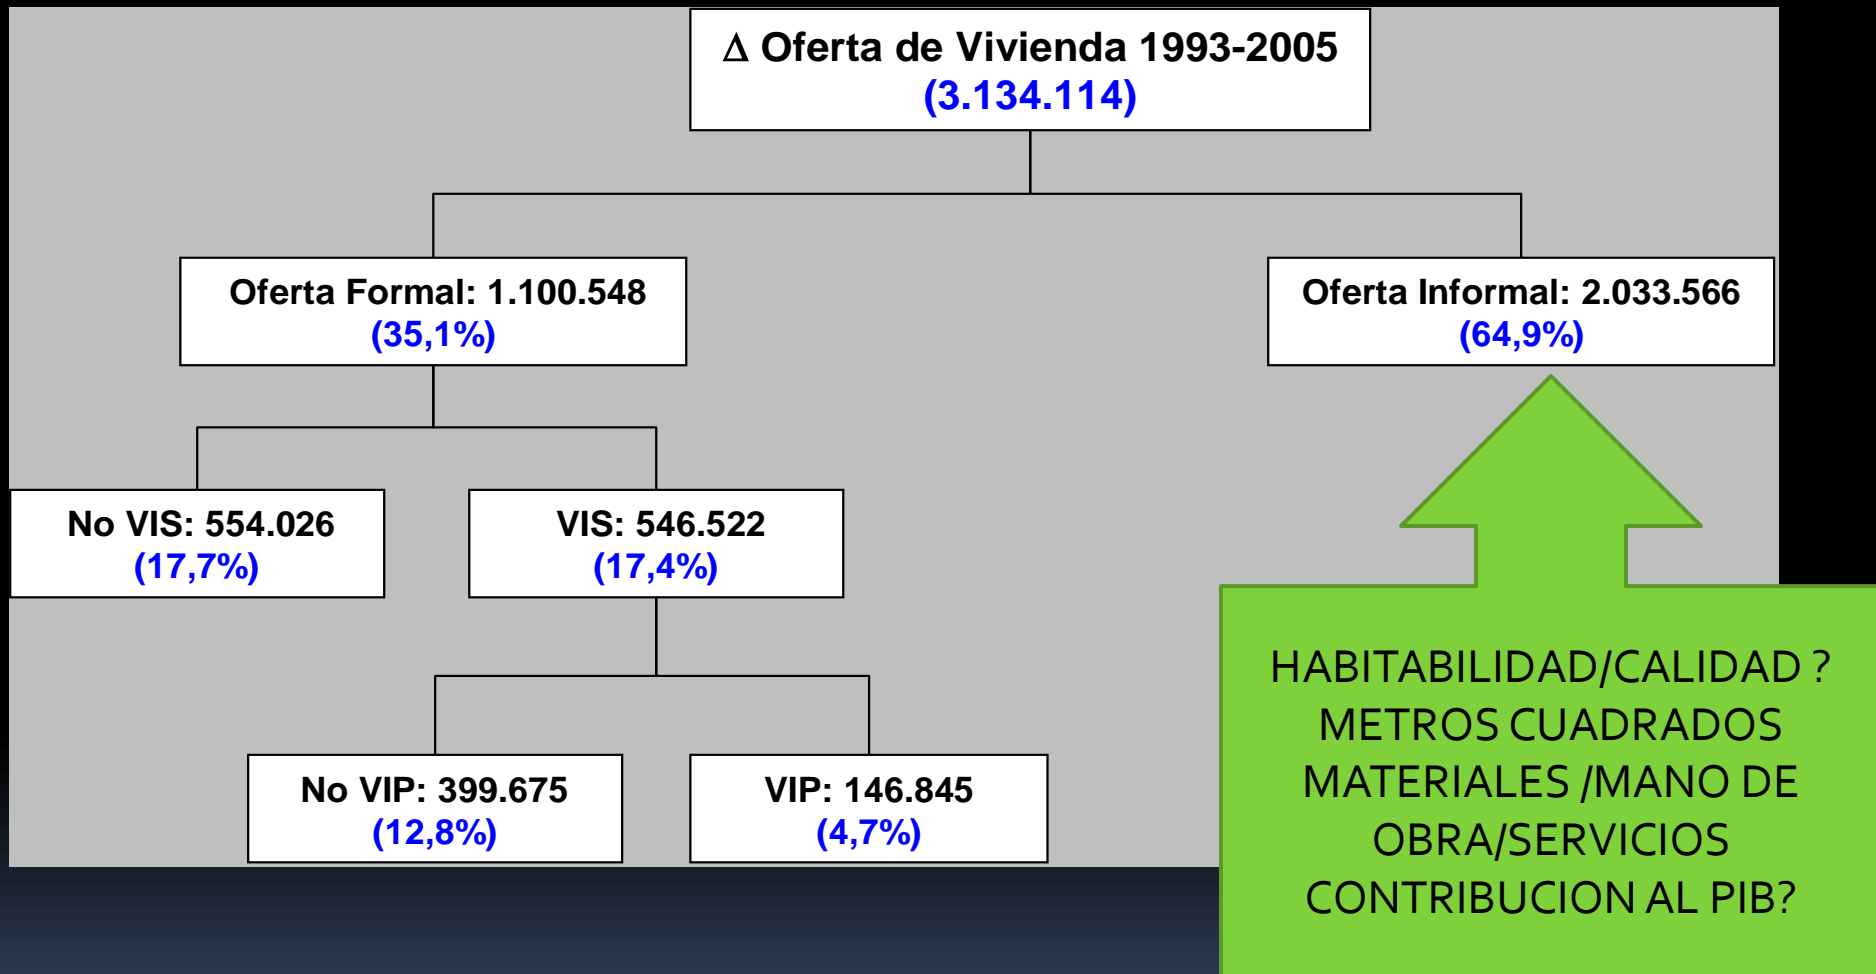 Δ Oferta de Vivienda 1993-2005
(3.134.114)
Oferta Formal: 1.100.548
(35,1%)
Oferta Informal: 2.033.566
(64,9%)
No VIS: 554.026
(17,7%)
VIS: 546.522
(17,4%)
No VIP: 399.675
(12,8%)
VIP: 146.845
(4,7%)
HABITABILIDAD/CALIDAD ?
METROS CUADRADOS
MATERIALES /MANO DE
OBRA/SERVICIOS
CONTRIBUCION AL PIB?